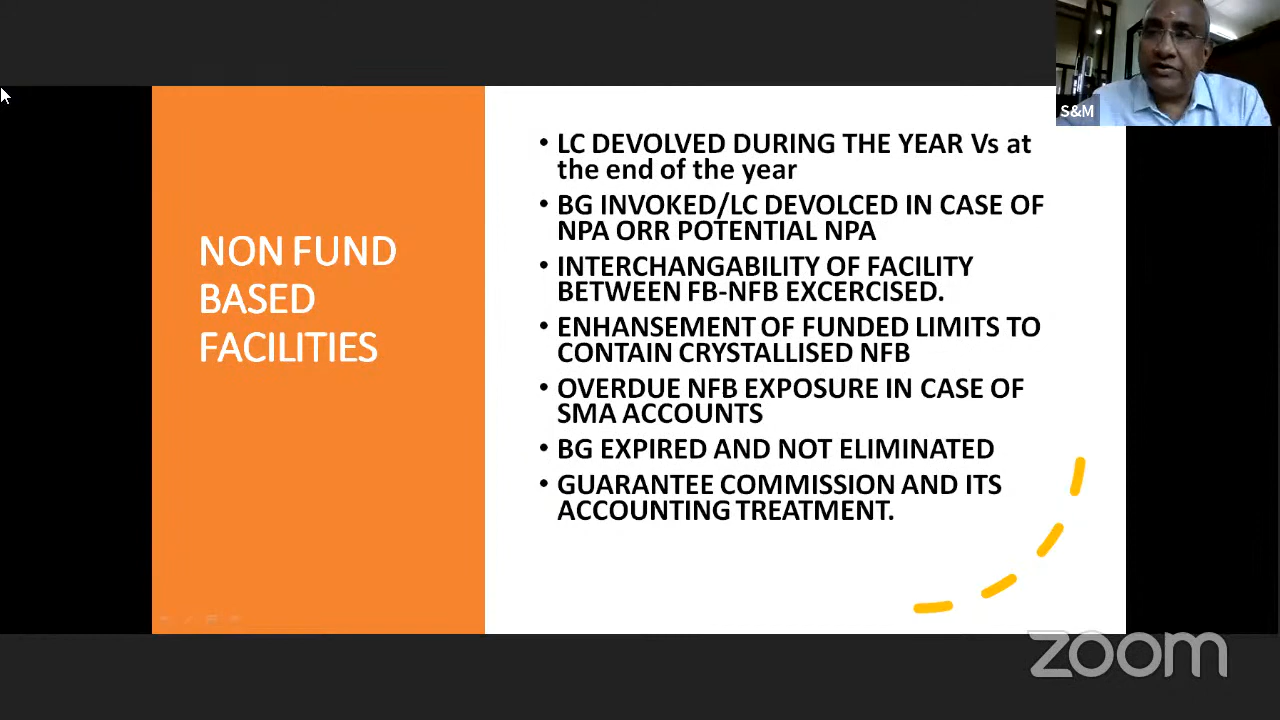 S&M
NON FUND
BASED
FACILITIES
• LC DEVOLVED DURING THE YEAR Vs at
the end of the year
• BG INVOKED/LC DEVOLCED IN CASE OF
NPA ORR POTENTIAL NPA
• INTERCHANGABILITY OF FACILITY
BETWEEN FB-NFB EXCERCISED.
• ENHANSEMENT OF FUNDED LIMITS TO
CONTAIN CRYSTALLISED NFB
• OVERDUE NFB EXPOSURE IN CASE OF
SMA ACCOUNTS
• BG EXPIRED AND NOT ELIMINATED
• GUARANTEE COMMISSION AND ITS
ACCOUNTING TREATMENT.
zoom